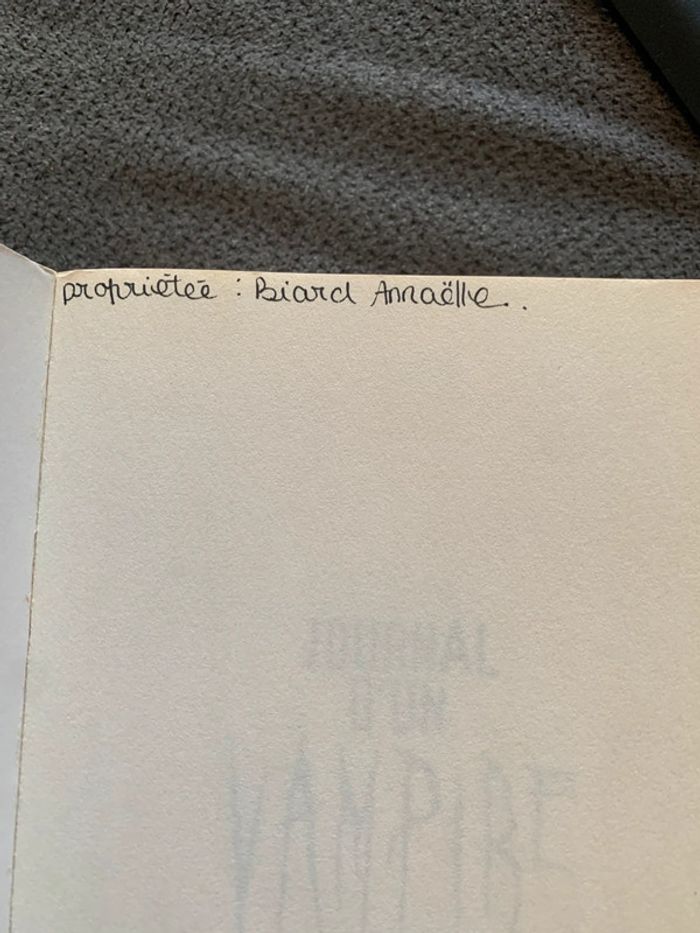 propriétée : Biard Annaëlle..
JOURNAL
D'UN
VAMPIRE